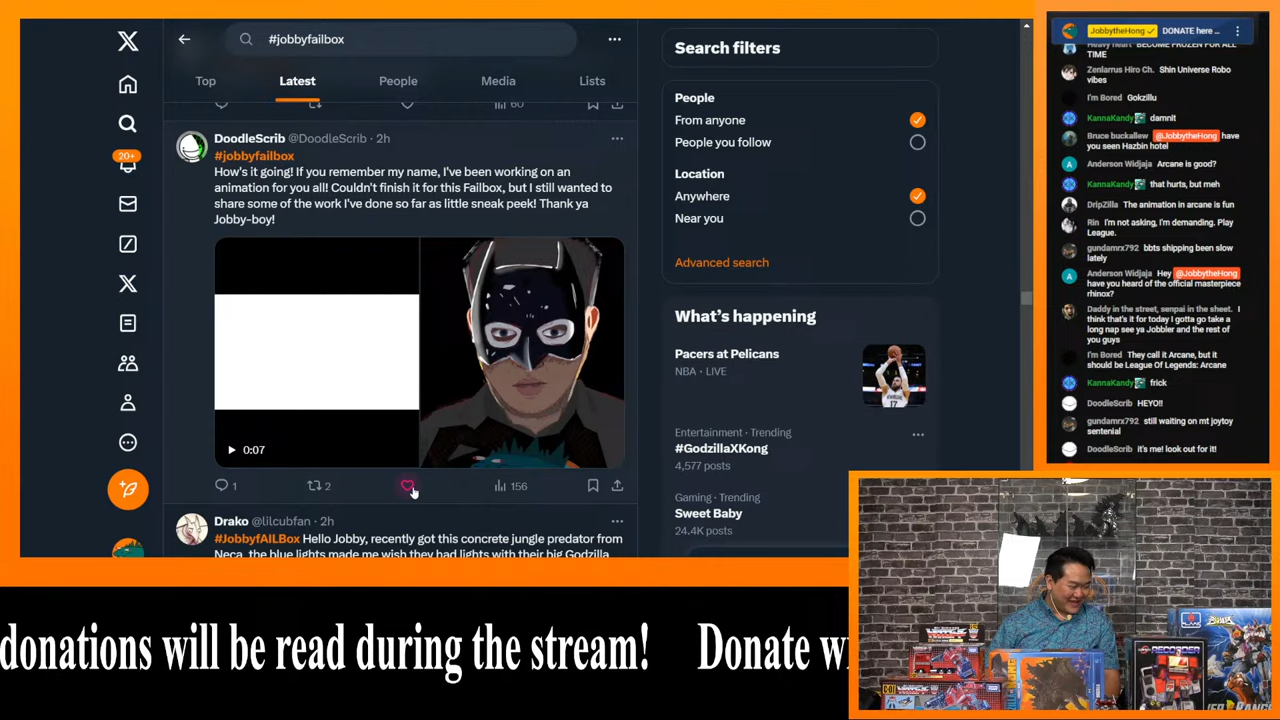 #jobbyfailbox
Top
Latest
People
Media
Lists
20+
60
DoodleScrib @DoodleScrib · 2h
#jobbyfailbox
How's it going! If you remember my name, I've been working on an
animation for you all! Couldn't finish it for this Failbox, but I still wanted to
share some of the work I've done so far as little sneak peek! Thank ya
Jobby-boy!
0:07
1
2
156
Drako @lilcubfan · 2h
#JobbyfAILBox Hello Jobby, recently got this concrete jungle predator from
Neca, the blue lights made me wish they had lights with their big Godzilla
Search filters
People
From anyone
People you follow
Location
Anywhere
Near you
Advanced search
What's happening
Pacers at Pelicans
NBA · LIVE
17
Entertainment · Trending
#GodzillaXKong
4,577 posts
Gaming · Trending
Sweet Baby
24.4K posts
JobbytheHong DONATE here ...
Heavy heart BECOME FROZEN FOR ALL
TIME
Zenlarrus Hiro Ch. Shin Universe Robo
vibes
I'm Bored Gokzillu
KannaKandy damnit
Bruce buckallew @JobbytheHong have
you seen Hazbin hotel
Anderson Widjaja Arcane is good?
KannaKandy that hurts, but meh
DripZilla The animation in arcane is fun
Rin I'm not asking, I'm demanding. Play
League.
gundamrx792 bbts shipping been slow
lately
Anderson Widjaja Hey @JobbytheHong
have you heard of the official masterpiece
rhinox?
Daddy in the street, senpai in the sheet. I
think that's it for today I gotta go take a
long nap see ya Jobbler and the rest of
you guys
I'm Bored They call it Arcane, but it
should be League Of Legends: Arcane
KannaKandy frick
DoodleScrib HEYO!!
gundamrx792 still waiting on mt joytoy
sentenial
DoodleScrib it's me! look out for it!
RECORDER
donations will be read during the stream! Donate w